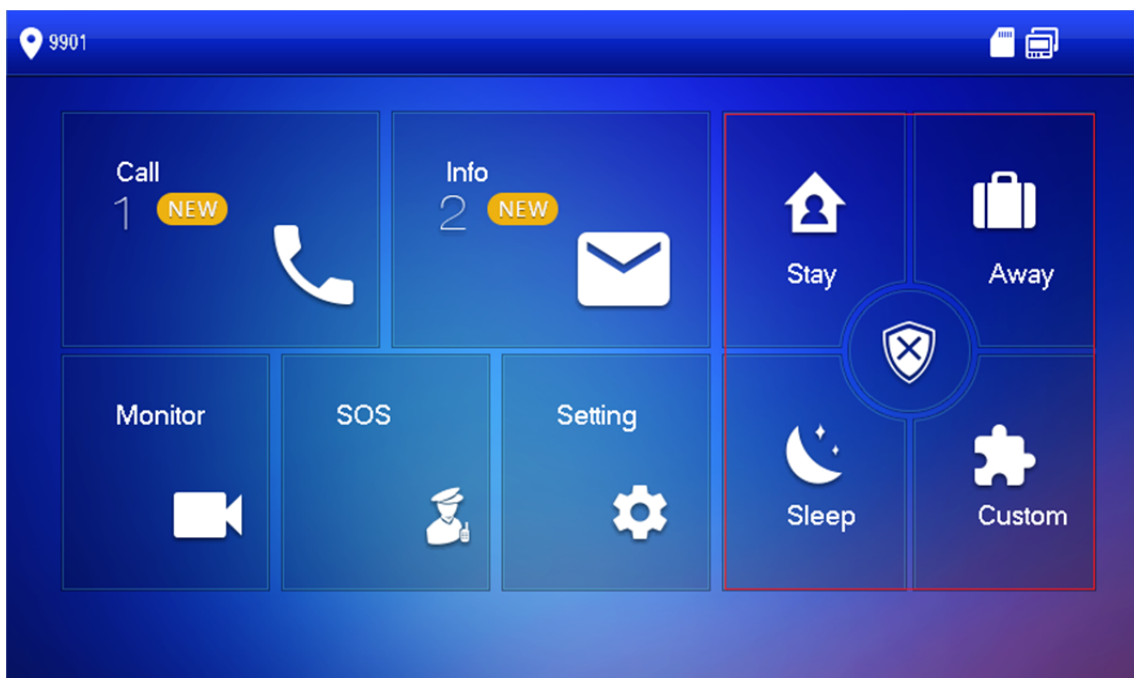 9901
Call
1 NEW
Info
2 NEW
Stay
Away
Monitor
SOS
Setting
Sleep
Custom